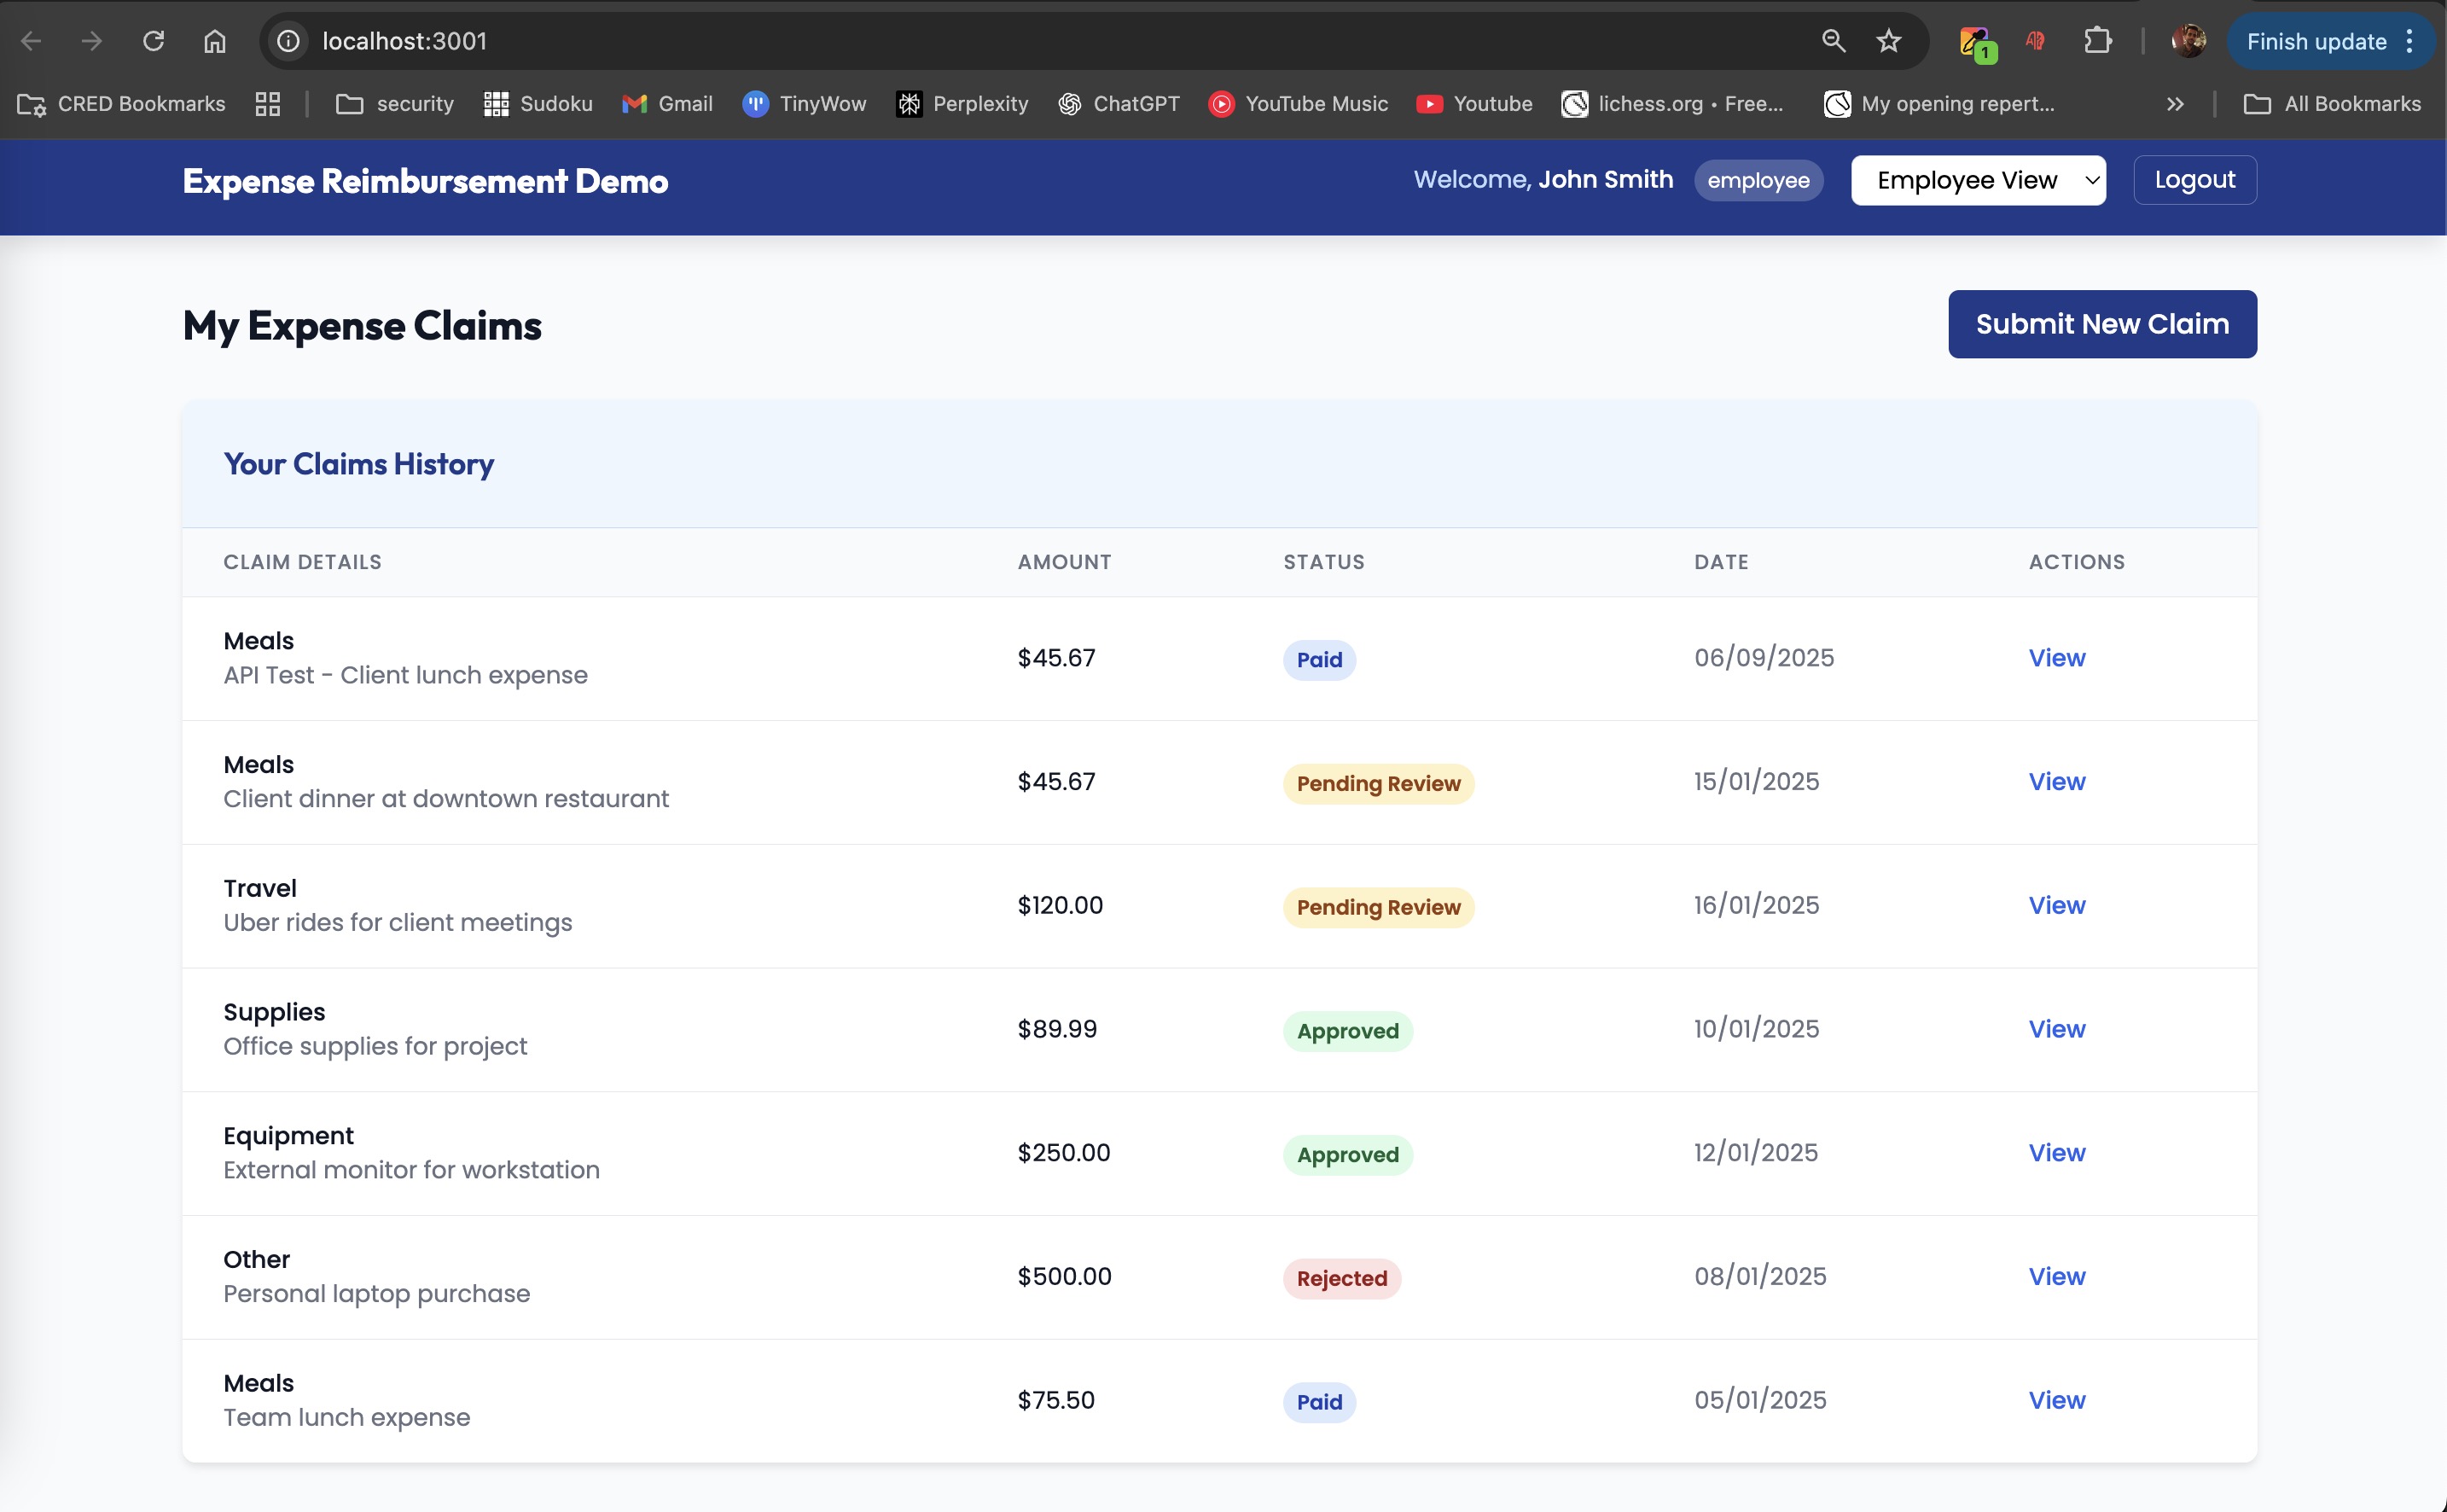 localhost:3001
1
Finish update
CRED Bookmarks
security
Sudoku
Gmail
TinyWow
Perplexity
ChatGPT
YouTube Music
Youtube
lichess.org • Free...
My opening repert...
All Bookmarks
Expense Reimbursement Demo
Welcome, John Smith
employee
Employee View
Logout
My Expense Claims
Submit New Claim
Your Claims History
CLAIM DETAILS AMOUNT STATUS DATE ACTIONS
Meals
API Test - Client lunch expense
$45.67
Paid
06/09/2025
View
Meals
Client dinner at downtown restaurant
$45.67
Pending Review
15/01/2025
View
Travel
Uber rides for client meetings
$120.00
Pending Review
16/01/2025
View
Supplies
Office supplies for project
$89.99
Approved
10/01/2025
View
Equipment
External monitor for workstation
$250.00
Approved
12/01/2025
View
Other
Personal laptop purchase
$500.00
Rejected
08/01/2025
View
Meals
Team lunch expense
$75.50
Paid
05/01/2025
View